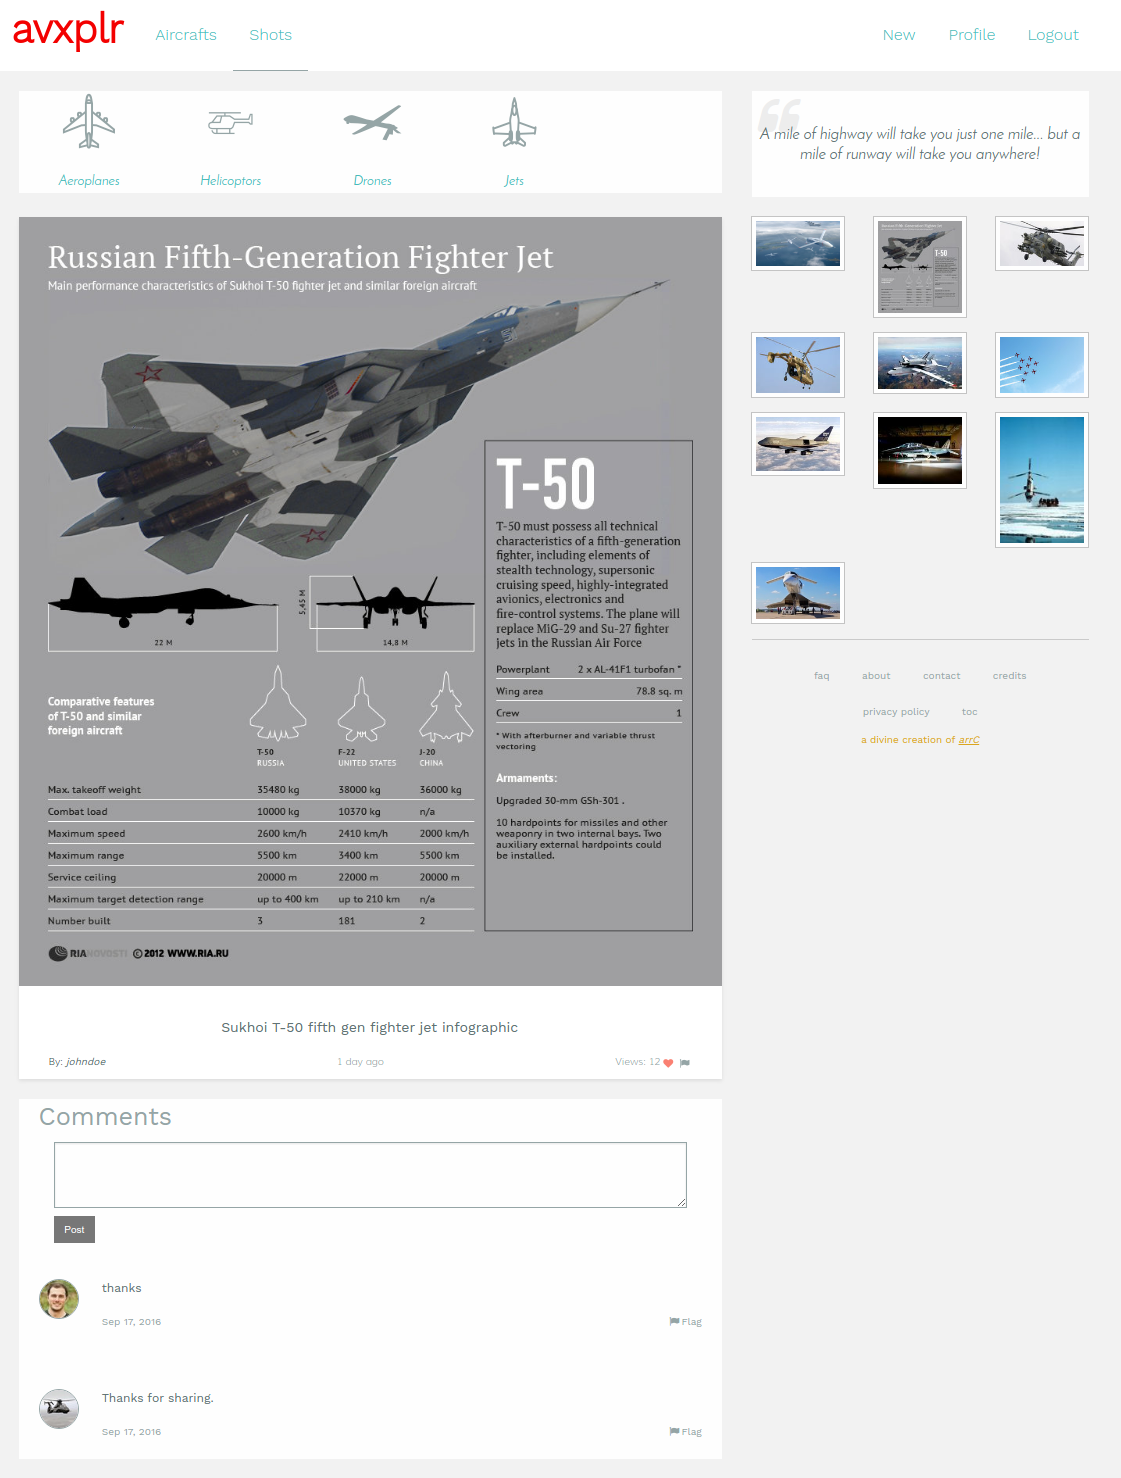 avxplr
Aircrafts
Shots
New
Profile
Logout
Aeroplanes
Helicoptors
Drones
Jets
A mile of highway will take you just one mile... but a
mile of runway will take you anywhere!
Russian Fifth-Generation Fighter Jet
Main performance characteristics of Sukhoi T-50 fighter jet and similar foreign aircraft
T-50
T-50 must possess all technical
characteristics of a fifth-generation
fighter, including elements of
stealth technology, supersonic
cruising speed, highly-integrated
avionics, electronics and
fire-control systems. The plane will
replace MiG-29 and Su-27 fighter
jets in the Russian Air Force
5,45 M
22 M
14,8 M
Powerplant 2 x AL-41F1 turbofan *
Wing area 78.8 sq. m
Crew 1
* With afterburner and variable thrust
vectoring
Armaments:
Upgraded 30-mm GSh-301 .
10 hardpoints for missiles and other
weaponry in two internal bays. Two
auxiliary external hardpoints could
be installed.
Comparative features
of T-50 and similar
foreign aircraft
T-50 F-22 J-20
RUSSIA UNITED STATES CHINA
Max. takeoff weight 35480 kg 38000 kg 36000 kg
Combat load 10000 kg 10370 kg n/a
Maximum speed 2600 km/h 2410 km/h 2000 km/h
Maximum range 5500 km 3400 km 5500 km
Service ceiling 20000 m 22000 m 20000 m
Maximum target detection range up to 400 km up to 210 km n/a
Number built 3 181 2
RIANOVOSTI © 2012 WWW.RIA.RU
Sukhoi T-50 fifth gen fighter jet infographic
By: johndoe
1 day ago
Views: 12
Comments
Post
thanks
Sep 17, 2016
Flag
Thanks for sharing.
Sep 17, 2016
Flag
faq
about
contact
credits
privacy policy
toc
a divine creation of arrC